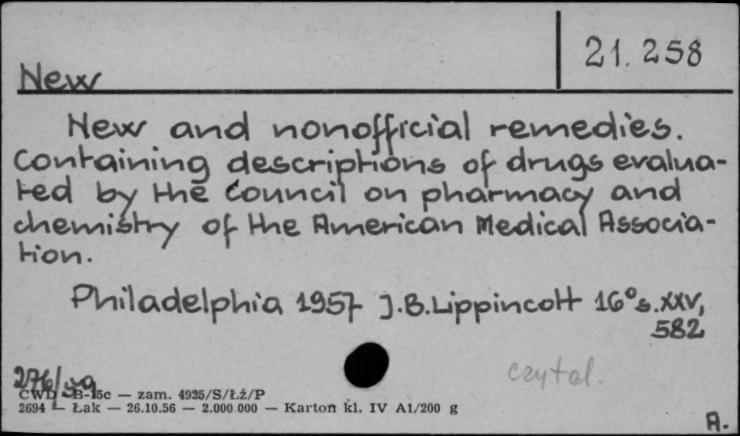 21.258
New
New and nonofficial remedies.
Containing descriptions of drugs evalua-
ted by the Council on pharmacy and
chemistry of the American Medical Associa-
tion.
Philadelphia 1957 J.B.Lippincott 16° s.XXV,
582
czytel.
CWD — B-15c — zam. 4925/S/Łź/P
2694 — Łak — 26.10.56 — 2.000.000 — Karton kl. IV A1/200 g
A.